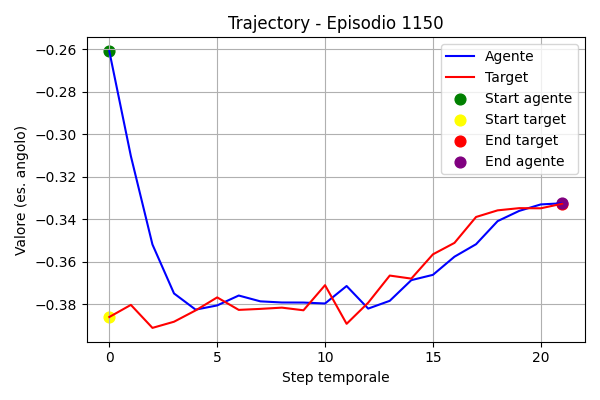 Trajectory - Episodio 1150
Valore (es. angolo)
−0.26
−0.28
−0.30
−0.32
−0.34
−0.36
−0.38
0
5
10
15
20
Step temporale
Agente
Target
Start agente
Start target
End target
End agente